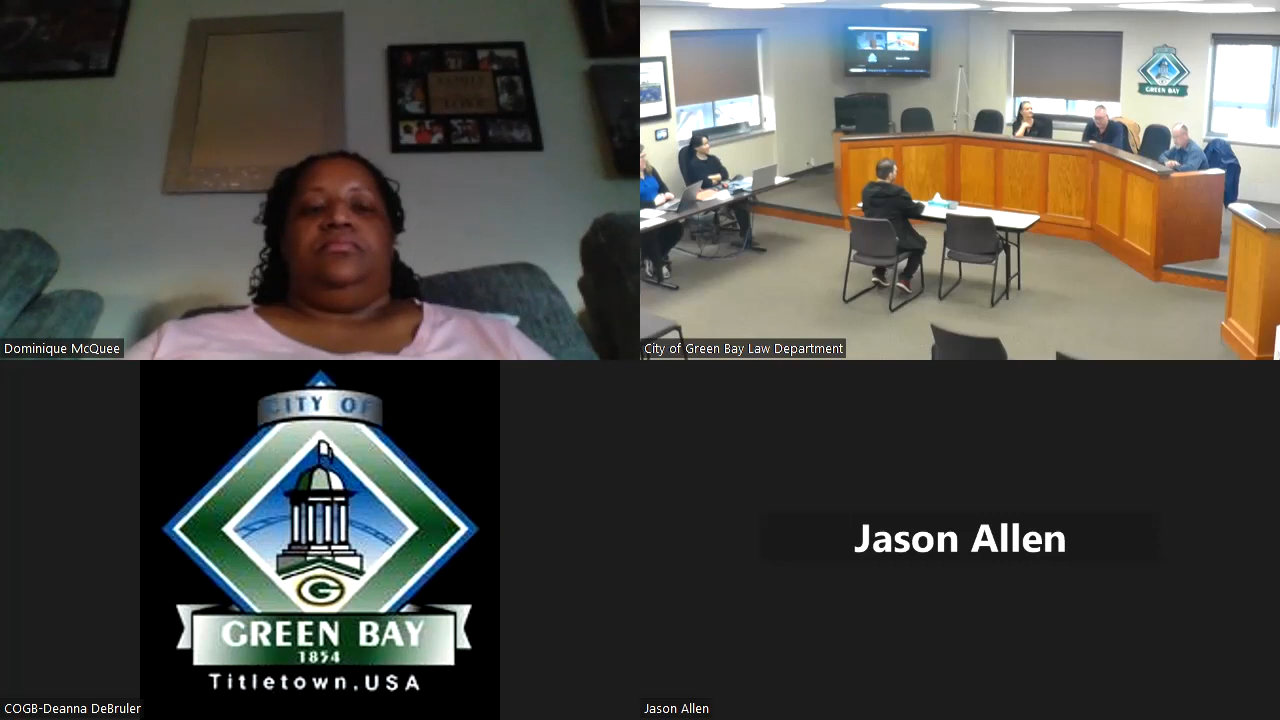 Dominique McQuee
GREEN BAY
City of Green Bay Law Department
CITY OF
G
GREEN BAY
1854
Titletown, USA
COGB-Deanna DeBruler
Jason Allen
Jason Allen